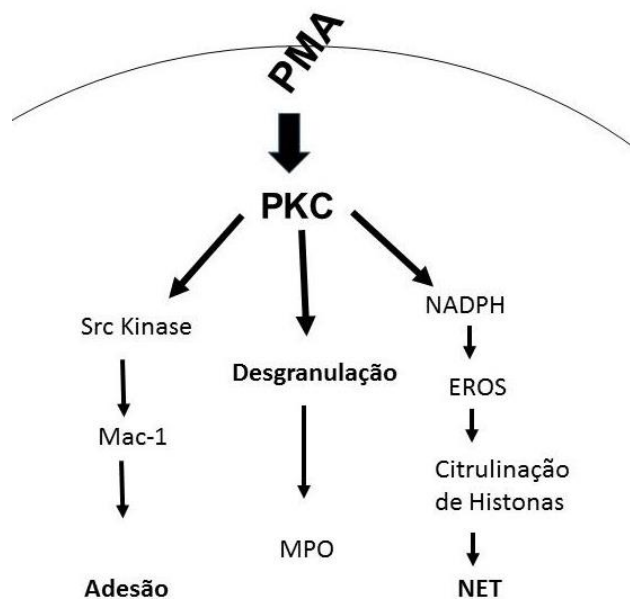 PMA
PKC
Src Kinase
Mac-1
Adesão
Desgranulação
MPO
NADPH
EROS
Citrulinação
de Histonas
NET